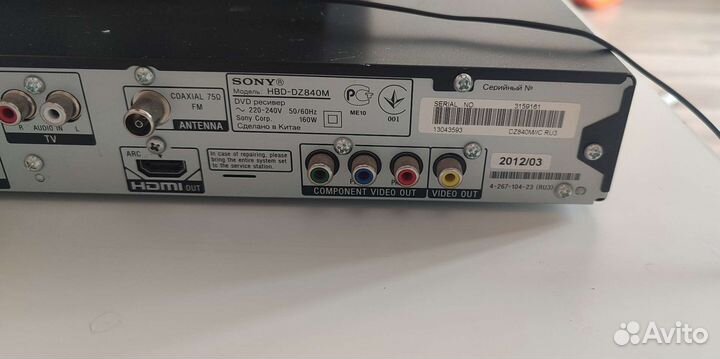 SONY®
Модель: HBD-DZ840M
DVD ресивер
~ 220-240V 50/60Hz
Sony Corp. 160W
Сделано в Китае
ME10
001
Серийный №
SERIAL NO. 3159161
13043593 DZ840M//C RU3
2012/03
4-267-104-23 (RU3)
COAXIAL 75Ω
FM
ANTENNA
R AUDIO IN L
TV
ARC
HDMI OUT
In case of repairing, please
bring the entire system set
to the service station.
COMPONENT VIDEO OUT
VIDEO OUT
Avito